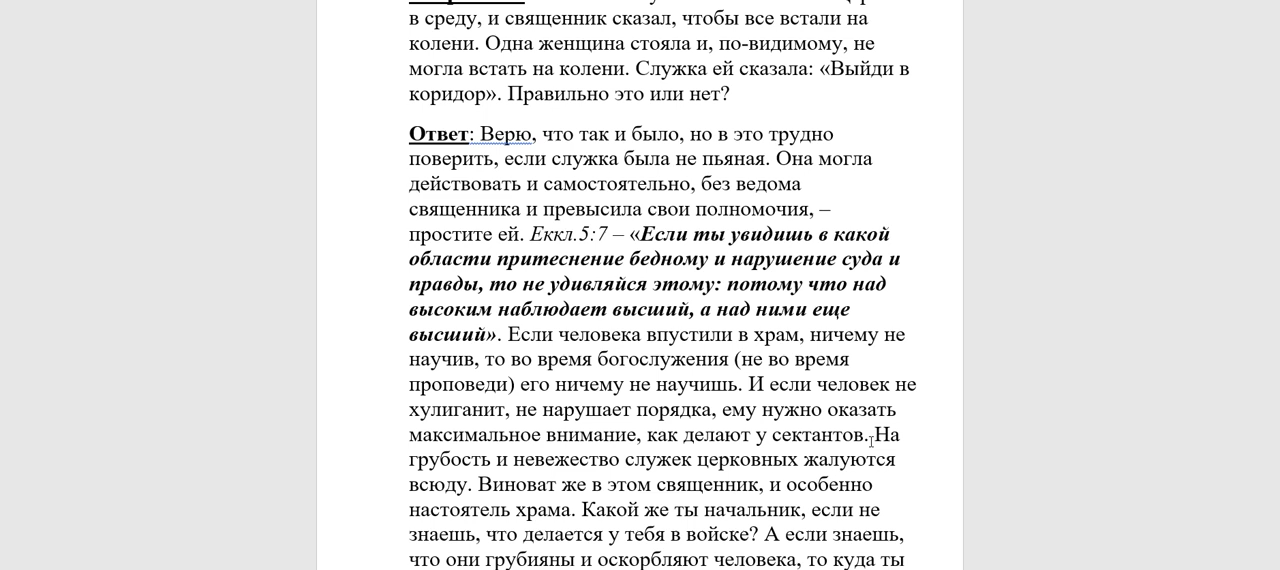 в среду, и священник сказал, чтобы все встали на
колени. Одна женщина стояла и, по-видимому, не
могла встать на колени. Служка ей сказала: «Выйди в
коридор». Правильно это или нет?
Ответ: Верю, что так и было, но в это трудно
поверить, если служка была не пьяная. Она могла
действовать и самостоятельно, без ведома
священника и превысила свои полномочия, –
простите ей. Еккл.5:7 – «Если ты увидишь в какой
области притеснение бедному и нарушение суда и
правды, то не удивляйся этому: потому что над
высоким наблюдает высший, а над ними еще
высший». Если человека впустили в храм, ничему не
научив, то во время богослужения (не во время
проповеди) его ничему не научишь. И если человек не
хулиганит, не нарушает порядка, ему нужно оказать
максимальное внимание, как делают у сектантов. На
грубость и невежество служек церковных жалуются
всюду. Виноват же в этом священник, и особенно
настоятель храма. Какой же ты начальник, если не
знаешь, что делается у тебя в войске? А если знаешь,
что они грубияны и оскорбляют человека, то куда ты